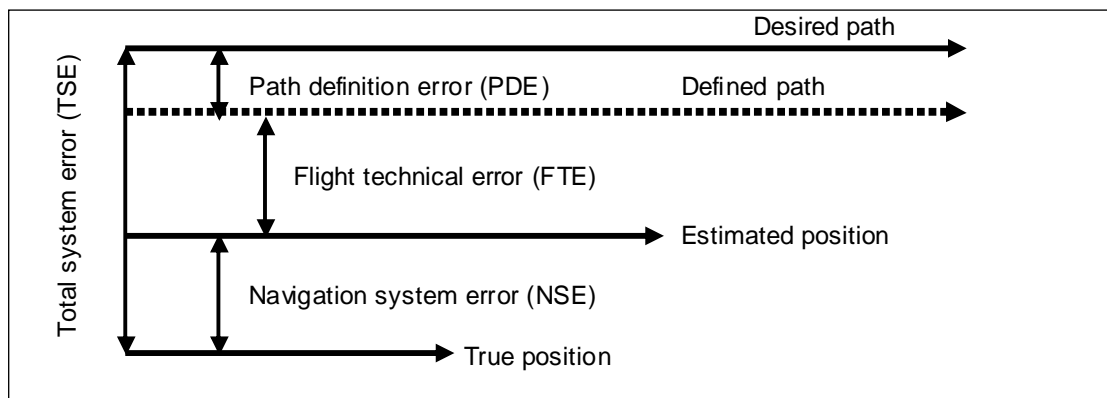 Desired path
Path definition error (PDE)
Defined path
Total system error (TSE)
Flight technical error (FTE)
Estimated position
Navigation system error (NSE)
True position